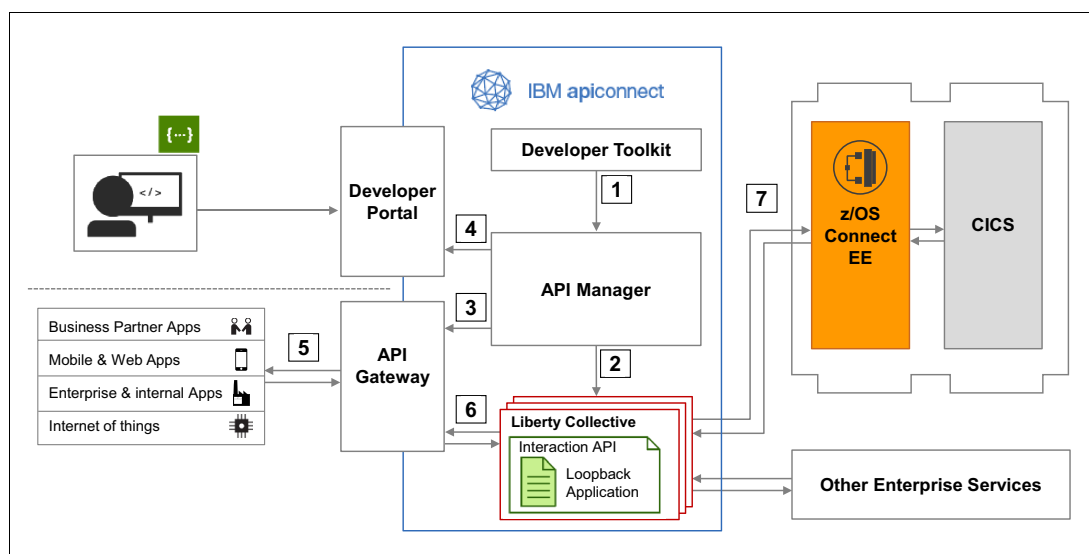 IBM apiconnect
{...}
</>
Developer
Portal
Developer Toolkit
1
4
API Manager
3
2
Business Partner Apps
Mobile & Web Apps
Enterprise & internal Apps
Internet of things
5
API
Gateway
6
Liberty Collective
Interaction API
Loopback
Application
7
z/OS
Connect
EE
CICS
Other Enterprise Services